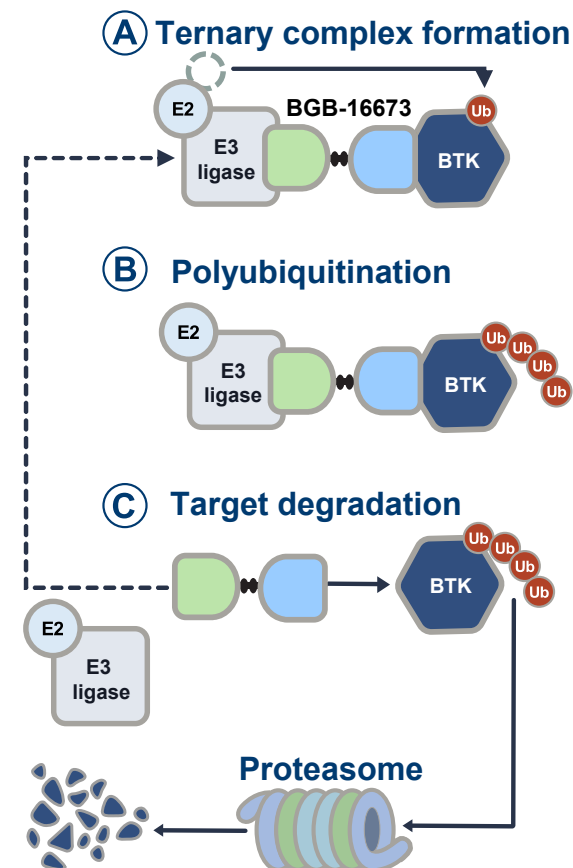 A Ternary complex formation
E2
BGB-16673
Ub
E3
ligase
BTK
B Polyubiquitination
E2
Ub
Ub
Ub
Ub
E3
ligase
BTK
C Target degradation
Ub
Ub
Ub
Ub
BTK
E2
E3
ligase
Proteasome